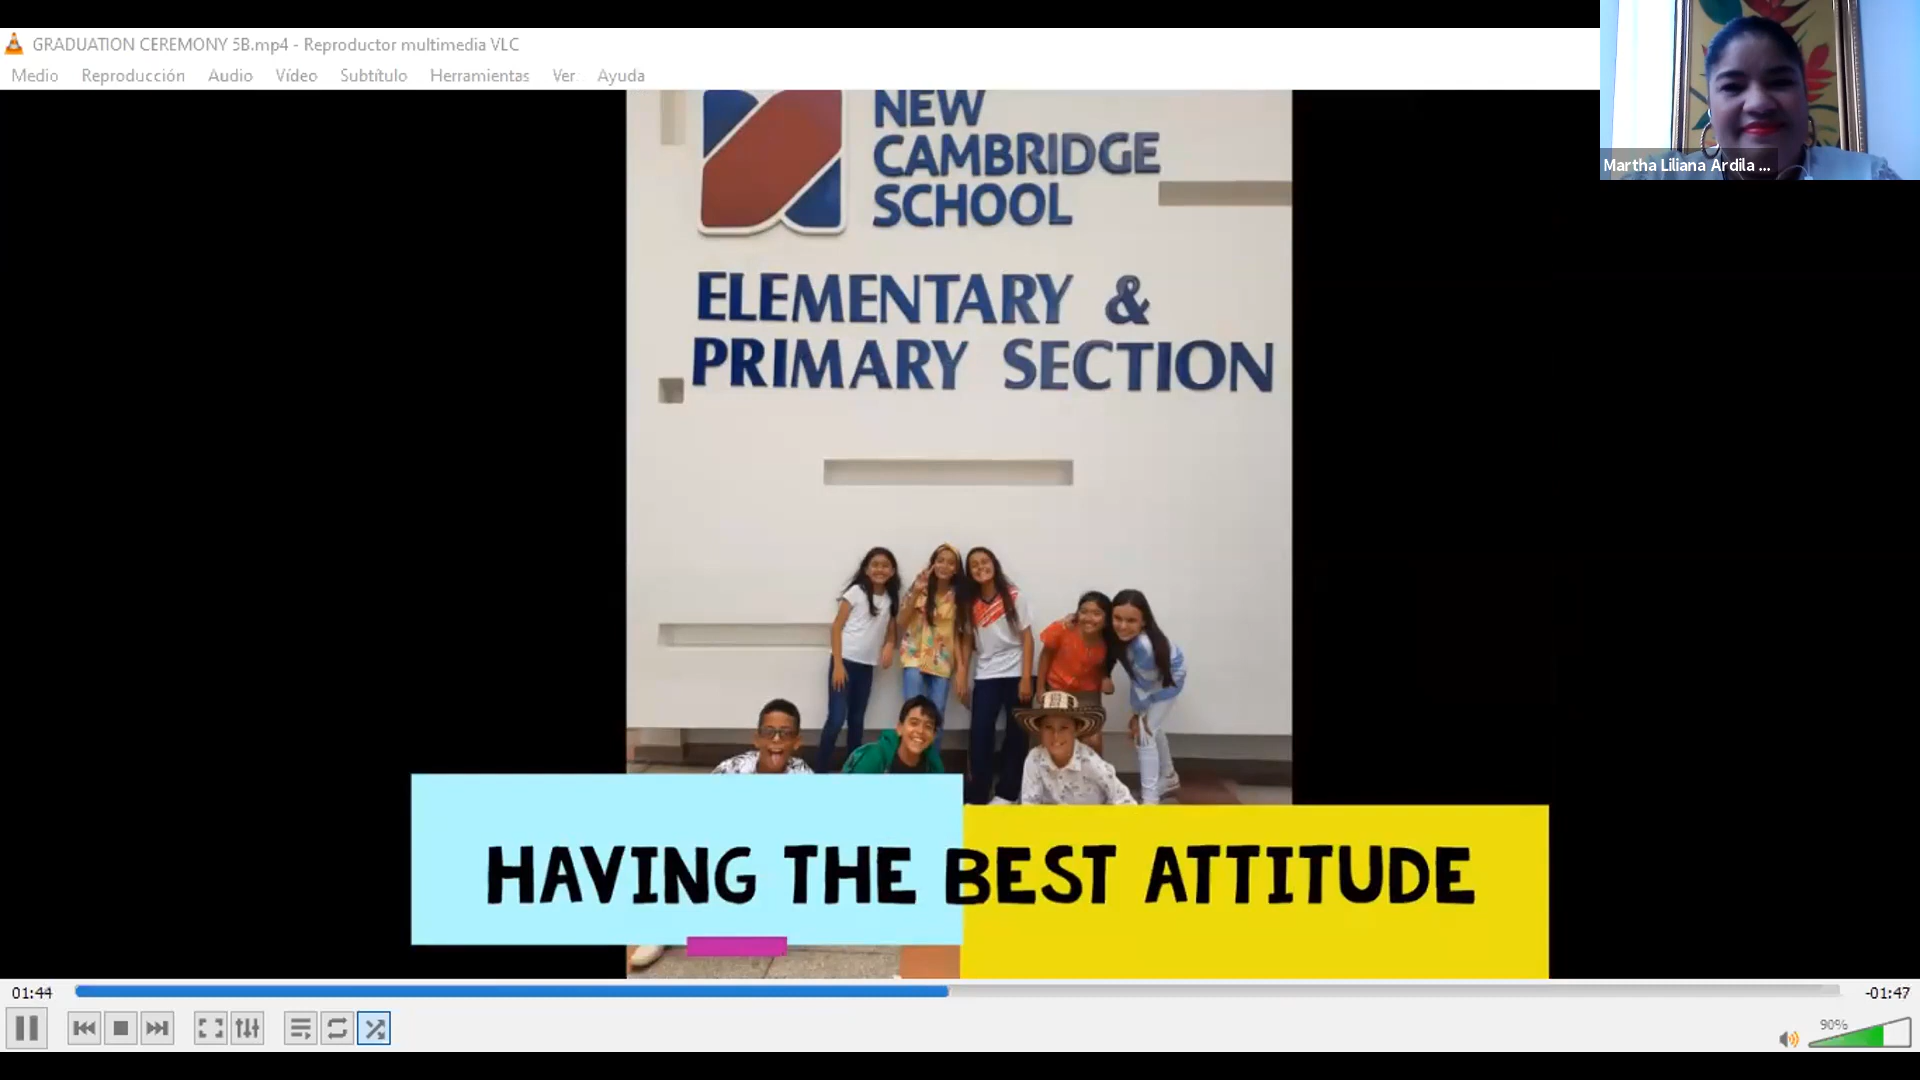 GRADUATION CEREMONY 5B.mp4 - Reproductor multimedia VLC
Medio Reproducción Audio Vídeo Subtítulo Herramientas Ver Ayuda
Martha Liliana Ardila ...
NEW
CAMBRIDGE
SCHOOL
ELEMENTARY &
PRIMARY SECTION
HAVING THE BEST ATTITUDE
01:44
-01:47
90%